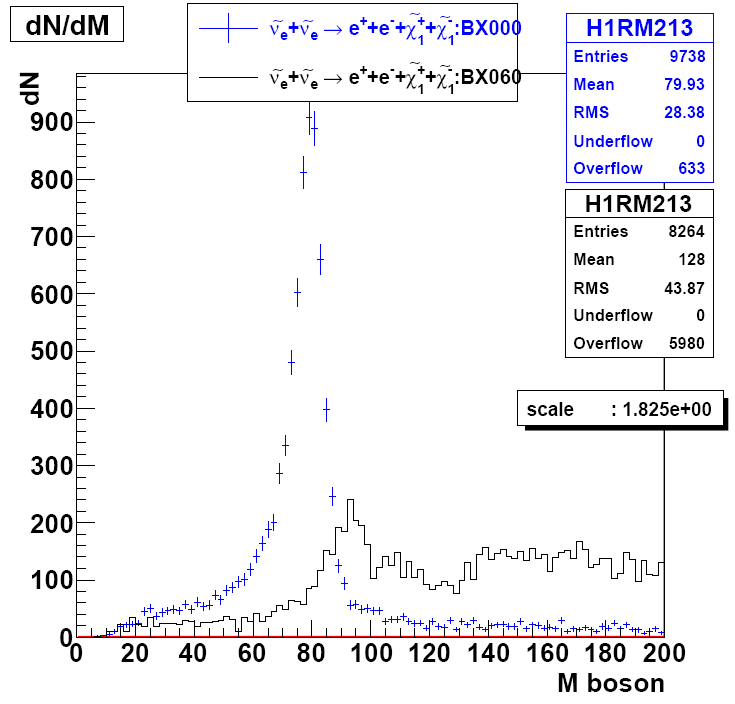 dN/dM
ν̃ₑ+ν̃ₑ → e⁺+e⁻+χ̃₁⁺+χ̃₁⁻:BX000
ν̃ₑ+ν̃ₑ → e⁺+e⁻+χ̃₁⁺+χ̃₁⁻:BX060
H1RM213
Entries 9738
Mean 79.93
RMS 28.38
Underflow 0
Overflow 633
H1RM213
Entries 8264
Mean 128
RMS 43.87
Underflow 0
Overflow 5980
scale : 1.825e+00
dN
900
800
700
600
500
400
300
200
100
0
0 20 40 60 80 100 120 140 160 180 200
M boson